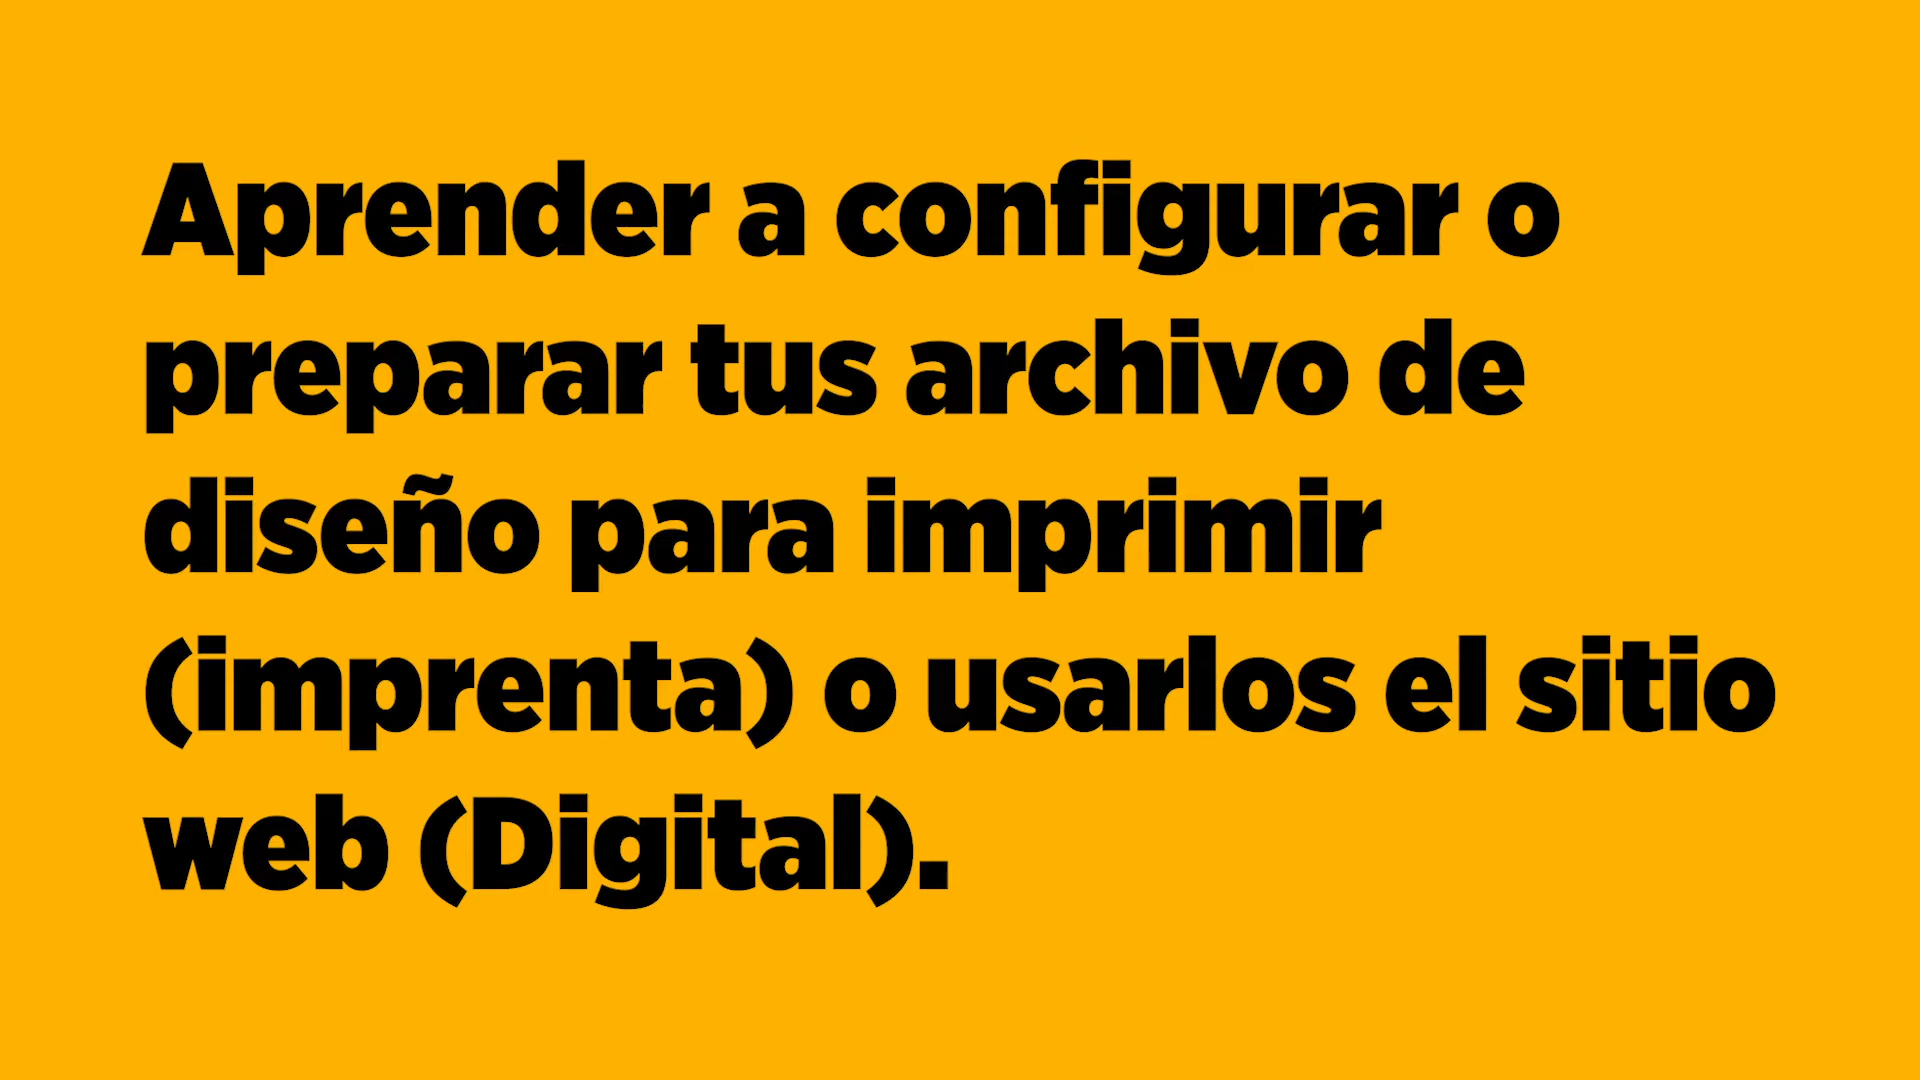 Aprender a configurar o
preparar tus archivo de
diseño para imprimir
(imprenta) o usarlos el sitio
web (Digital).